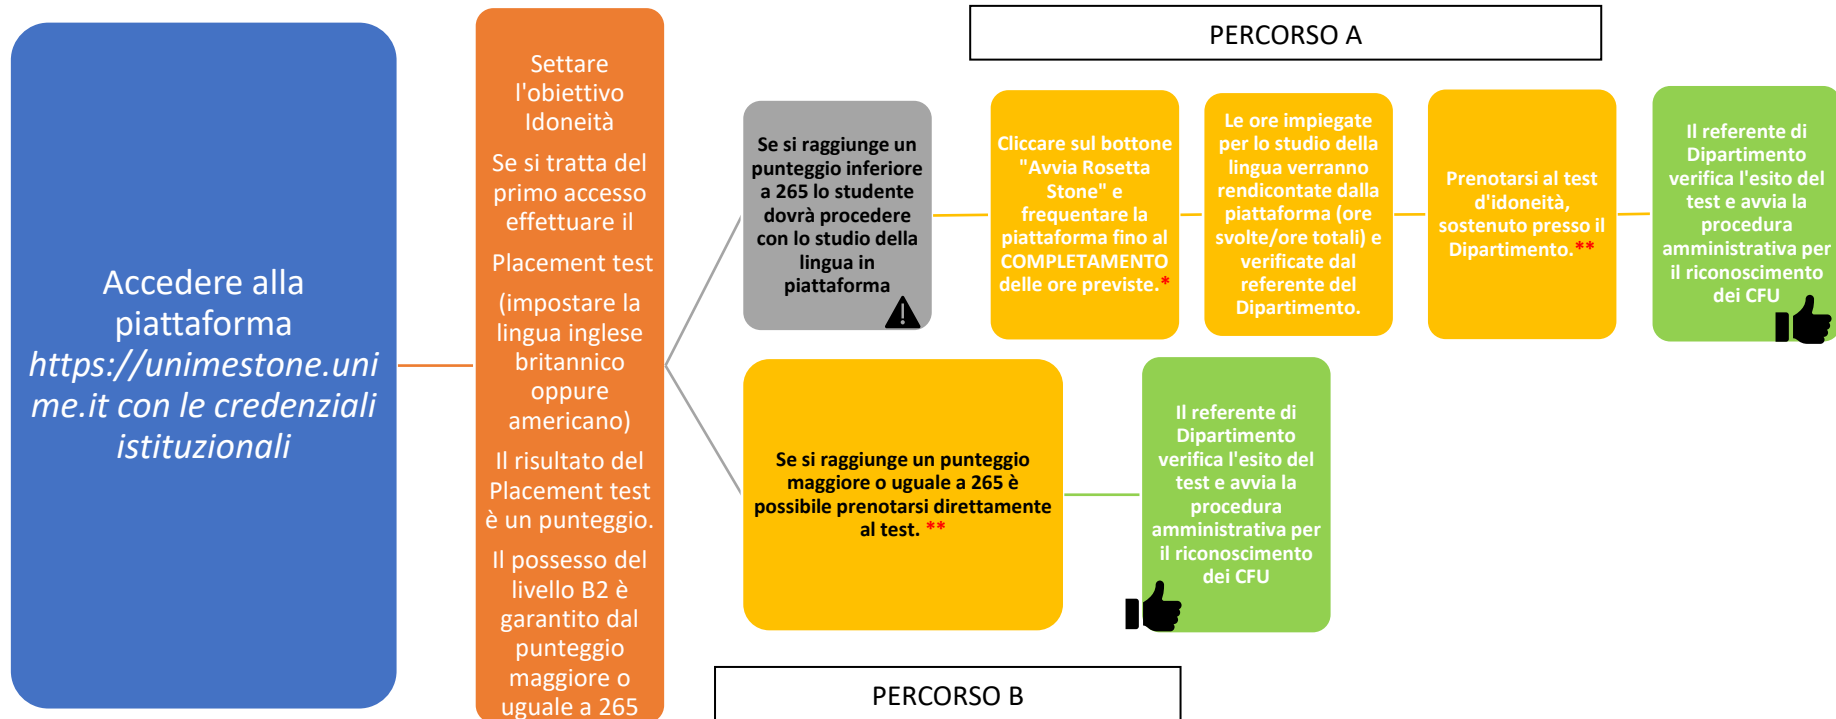 Accedere alla
piattaforma
https://unimestone.uni
me.it con le credenziali
istituzionali
Settare
l'obiettivo
Idoneità
Se si tratta del
primo accesso
effettuare il
Placement test
(impostare la
lingua inglese
britannico
oppure
americano)
Il risultato del
Placement test
è un punteggio.
Il possesso del
livello B2 è
garantito dal
punteggio
maggiore o
uguale a 265
PERCORSO A
Se si raggiunge un
punteggio inferiore
a 265 lo studente
dovrà procedere
con lo studio della
lingua in
piattaforma
Cliccare sul bottone
"Avvia Rosetta
Stone" e
frequentare la
piattaforma fino al
COMPLETAMENTO
delle ore previste.*
Le ore impiegate
per lo studio della
lingua verranno
rendicontate dalla
piattaforma (ore
svolte/ore totali) e
verificate dal
referente del
Dipartimento.
Prenotarsi al test
d'idoneità,
sostenuto presso il
Dipartimento.**
Il referente di
Dipartimento
verifica l'esito del
test e avvia la
procedura
amministrativa per
il riconoscimento
dei CFU
Se si raggiunge un punteggio
maggiore o uguale a 265 è
possibile prenotarsi direttamente
al test. **
Il referente di
Dipartimento
verifica l'esito del
test e avvia la
procedura
amministrativa per
il riconoscimento
dei CFU
PERCORSO B